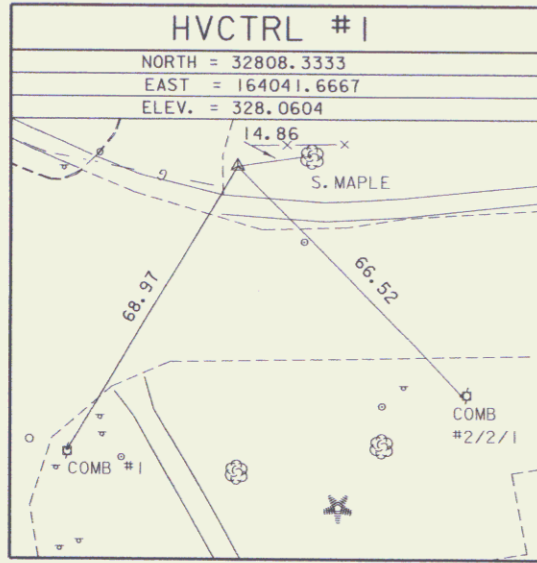 HVCTRL #1
NORTH = 32808.3333
EAST = 164041.6667
ELEV. = 328.0604
14.86
S. MAPLE
G
68.97
66.52
COMB
#2/2/1
COMB #1